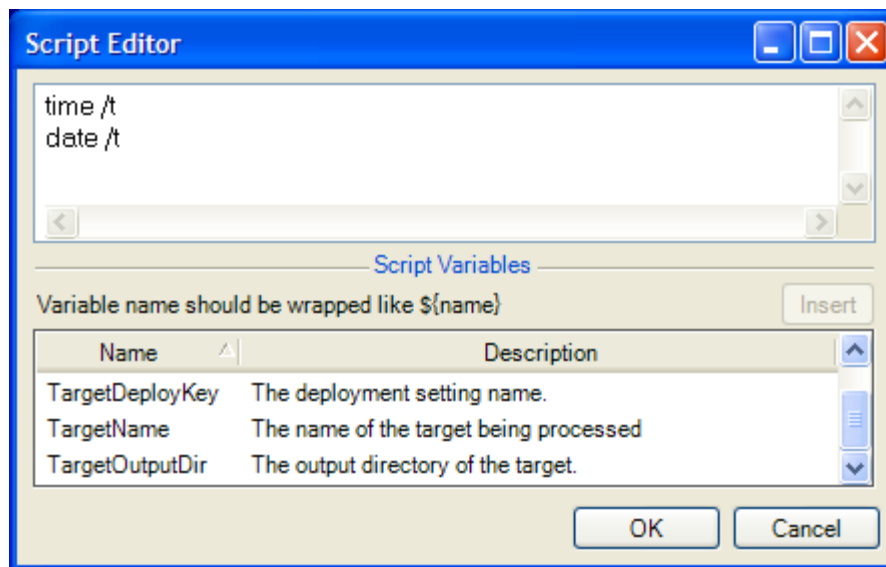 Script Editor
time /t
date /t
Script Variables
Variable name should be wrapped like ${name}
Insert
Name Description
TargetDeployKey The deployment setting name.
TargetName The name of the target being processed
TargetOutputDir The output directory of the target.
OK Cancel